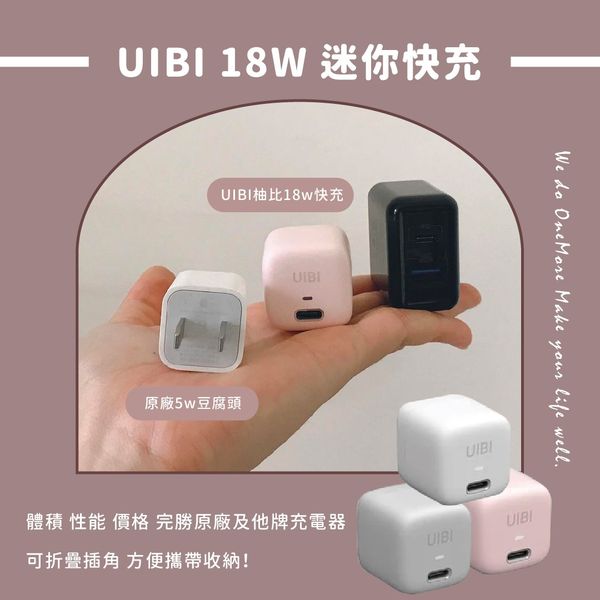 UIBI 18W 迷你快充
UIBI柚比18w快充
UIBI
原廠5w豆腐頭
We do OneMore Make your life well.
UIBI
UIBI
UIBI
體積 性能 價格 完勝原廠及他牌充電器
可折疊插角 方便攜帶收納!